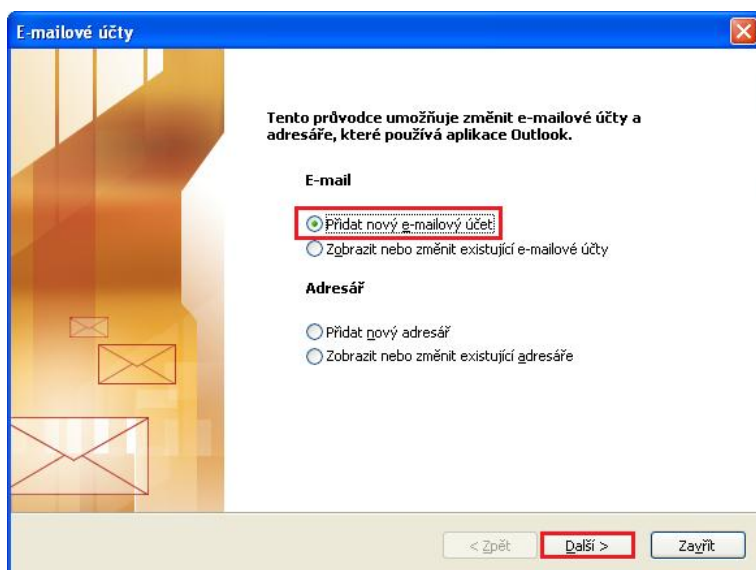 E-mailové účty
Tento průvodce umožňuje změnit e-mailové účty a
adresáře, které používá aplikace Outlook.
E-mail
Přidat nový e-mailový účet
Zobrazit nebo změnit existující e-mailové účty
Adresář
Přidat nový adresář
Zobrazit nebo změnit existující adresáře
< Zpět
Další >
Zavřít